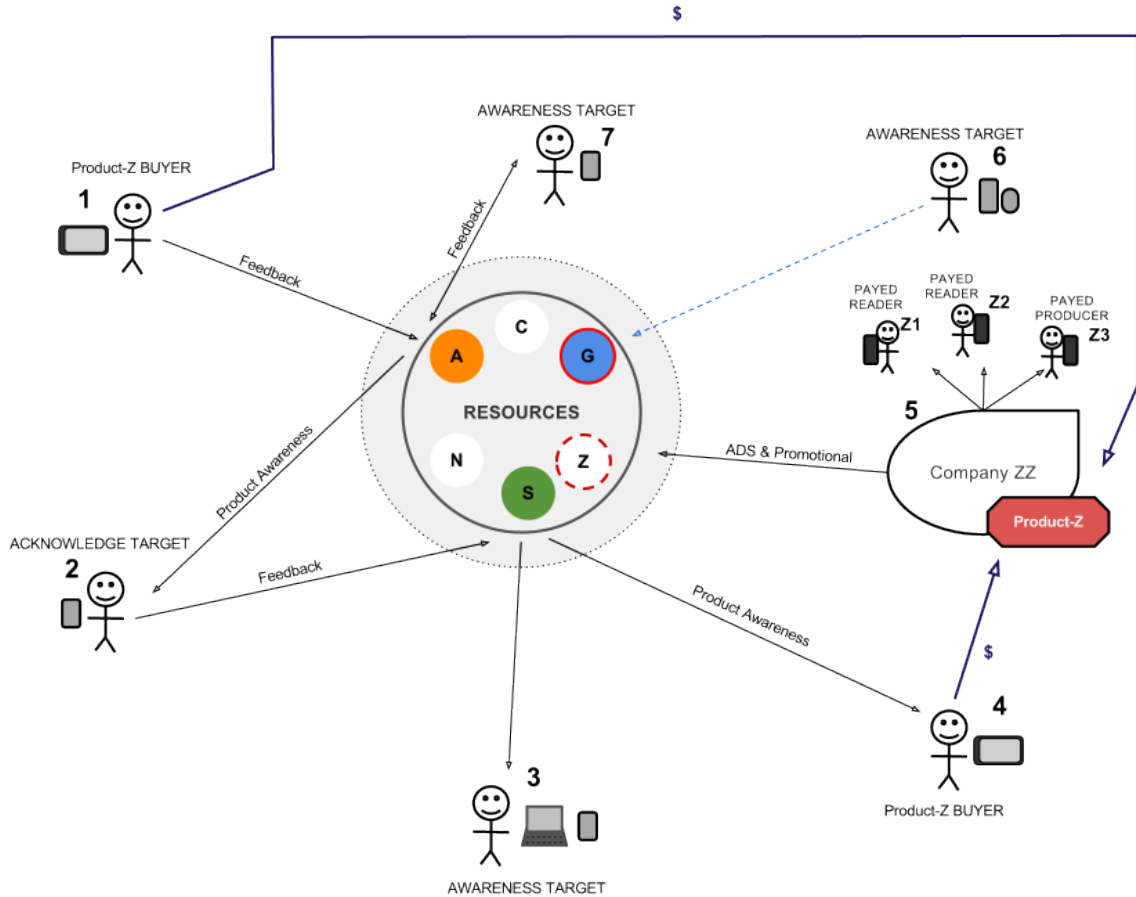 $
AWARENESS TARGET
7
AWARENESS TARGET
6
Product-Z BUYER
1
Feedback
Feedback
PAYED
READER
Z1
PAYED
READER
Z2
PAYED
PRODUCER
Z3
C
A
G
RESOURCES
N
Z
S
5
ADS & Promotional
Company ZZ
Product-Z
Product Awareness
ACKNOWLEDGE TARGET
2
Feedback
Product Awareness
$
4
Product-Z BUYER
3
AWARENESS TARGET